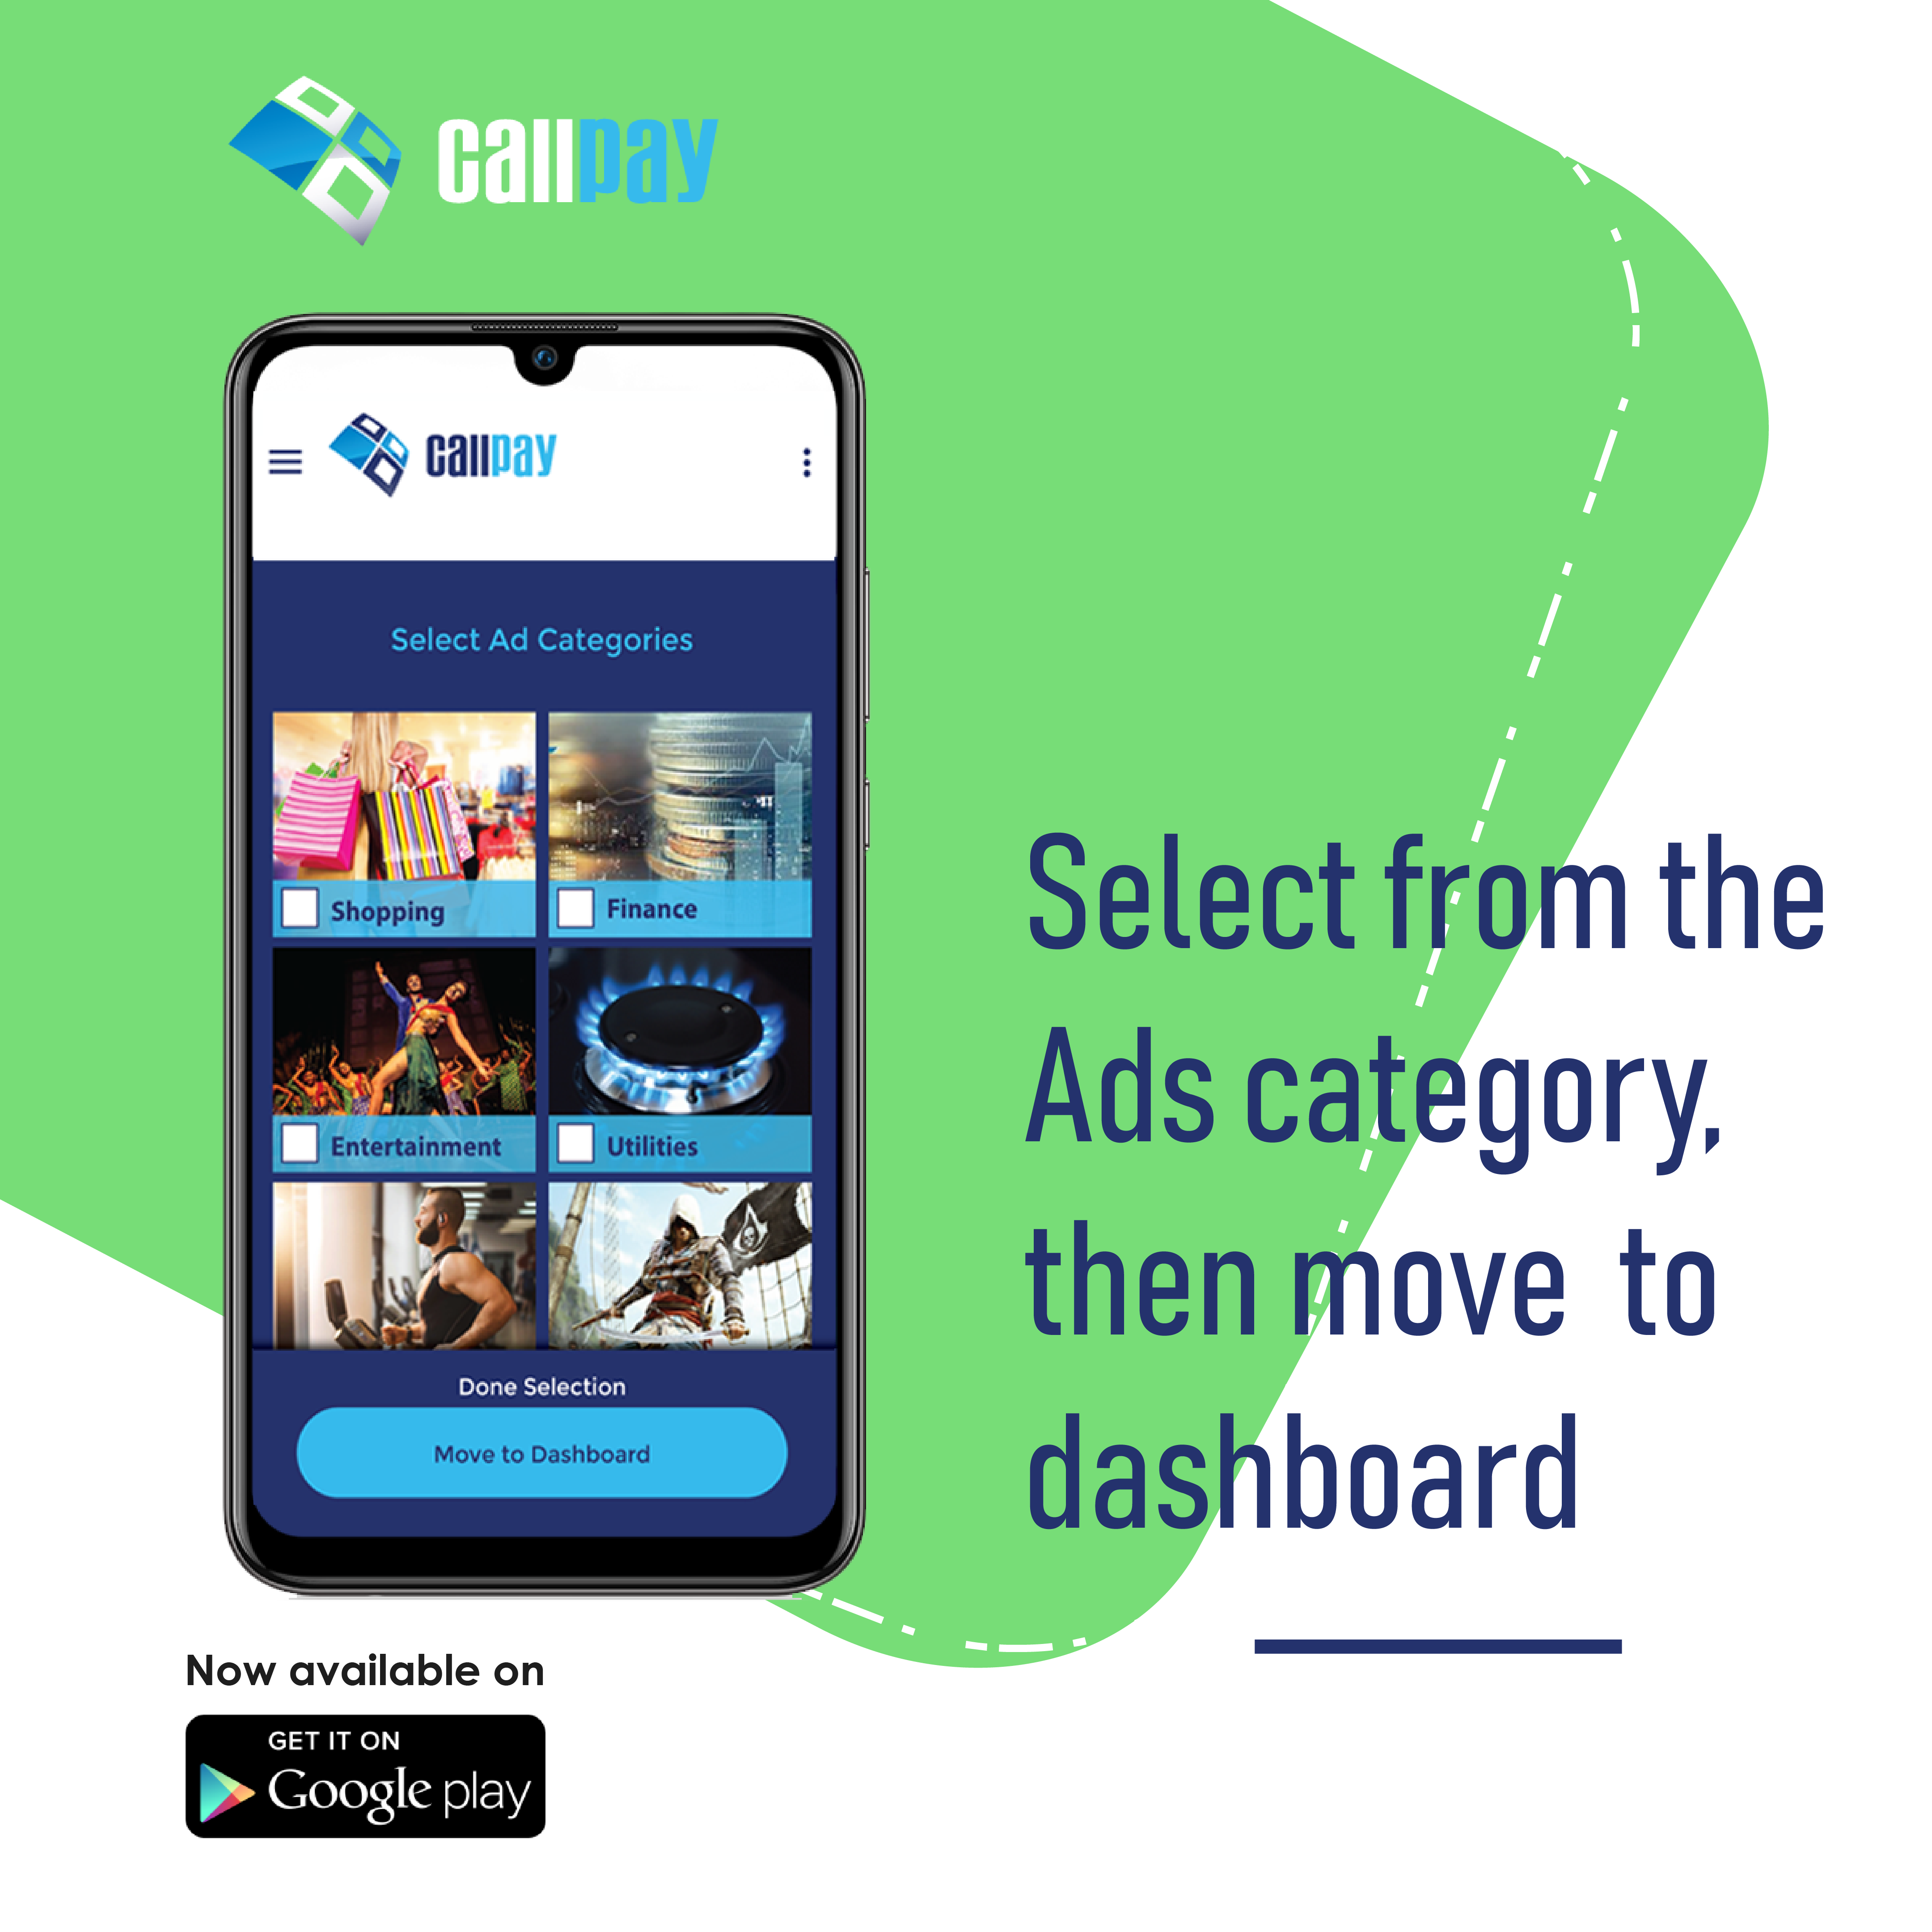 callpay
callpay
Select Ad Categories
Shopping
Finance
Entertainment
Utilities
Done Selection
Move to Dashboard
Select from the
Ads category,
then move to
dashboard
Now available on
GET IT ON
Google play